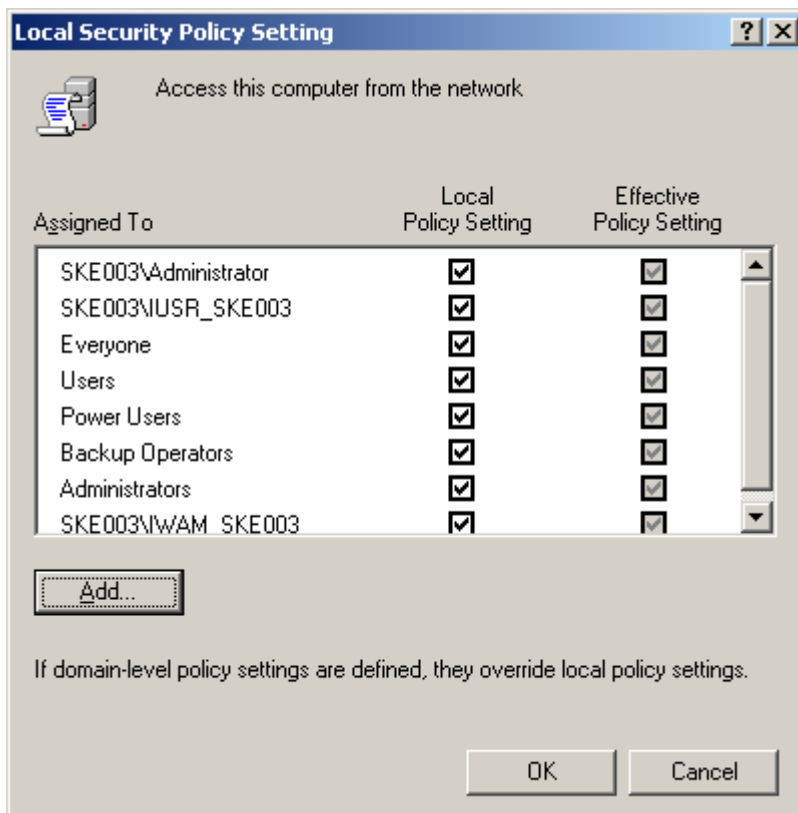 Local Security Policy Setting
Access this computer from the network
Local Effective
Assigned To Policy Setting Policy Setting
SKE003\Administrator
SKE003\IUSR_SKE003
Everyone
Users
Power Users
Backup Operators
Administrators
SKE003\IWAM_SKE003
Add...
If domain-level policy settings are defined, they override local policy settings.
OK Cancel